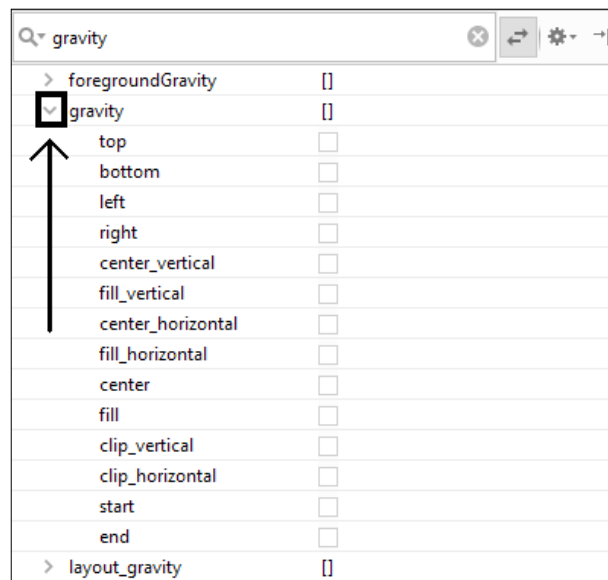 gravity
foregroundGravity []
gravity []
top
bottom
left
right
center_vertical
fill_vertical
center_horizontal
fill_horizontal
center
fill
clip_vertical
clip_horizontal
start
end
layout_gravity []